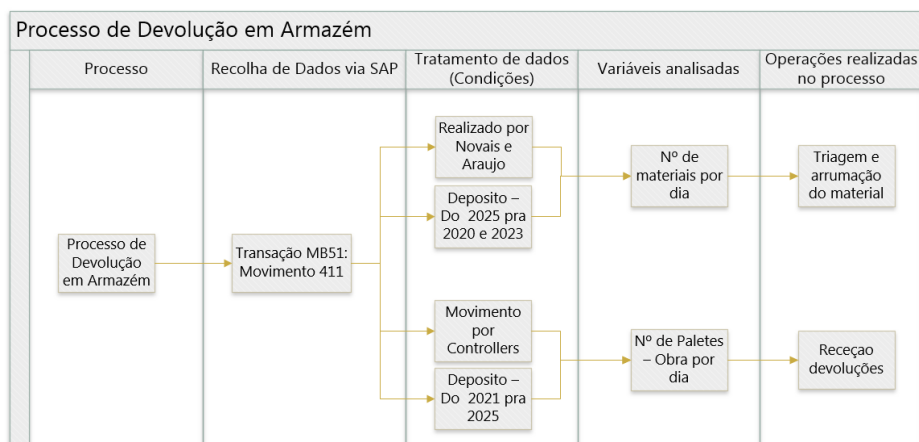 Processo de Devolução em Armazém
Processo
Recolha de Dados via SAP
Tratamento de dados
(Condições)
Variáveis analisadas
Operações realizadas
no processo
Realizado por
Novais e
Araujo
Nº de
materiais por
dia
Triagem e
arrumação
do material
Deposito –
Do  2025 pra
2020 e 2023
Processo de
Devolução
em Armazém
Transação MB51:
Movimento 411
Movimento
por
Controllers
Nº de Paletes
– Obra por
dia
Receçao
devoluções
Deposito –
Do  2021 pra
2025